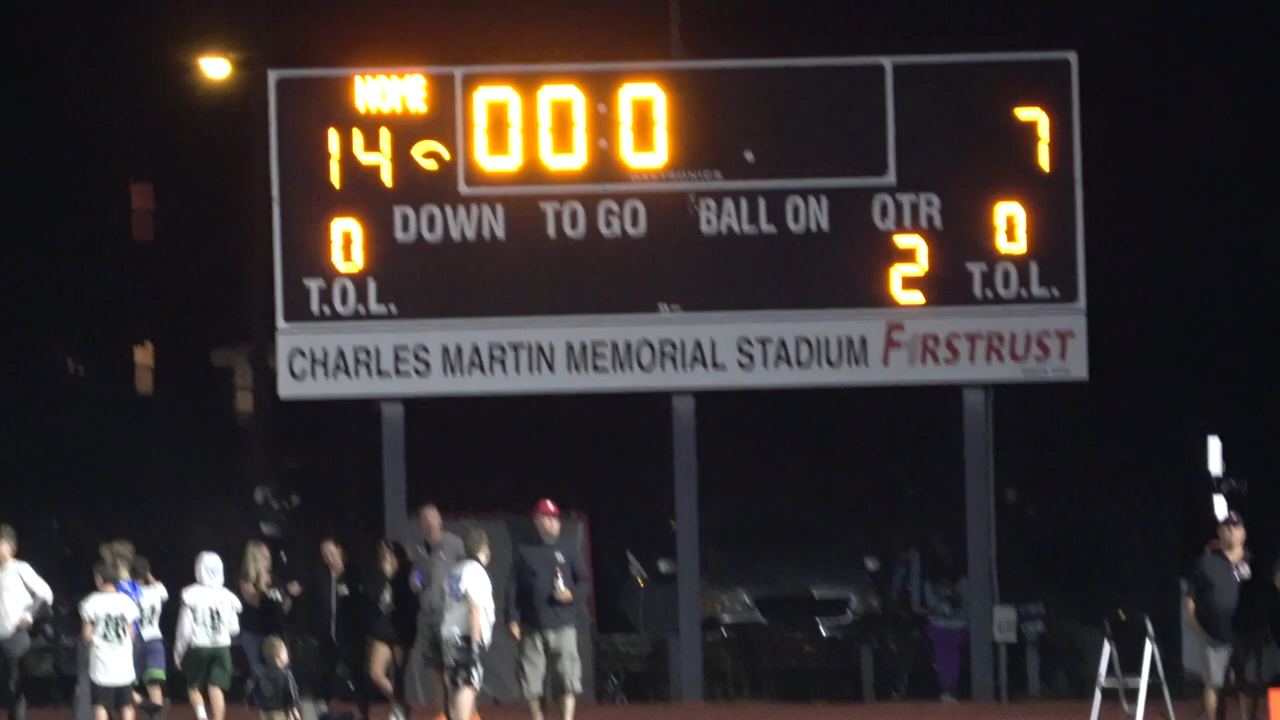 HOME
14 00:0 7
DOWN TO GO BALL ON QTR
0 2 0
T.O.L. T.O.L.
CHARLES MARTIN MEMORIAL STADIUM FIRSTRUST